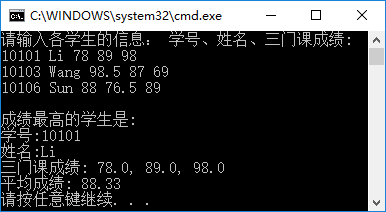 C:\WINDOWS\system32\cmd.exe
请输入各学生的信息： 学号、姓名、三门课成绩：
10101 Li 78 89 98
10103 Wang 98.5 87 69
10106 Sun 88 76.5 89
成绩最高的学生是:
学号:10101
姓名:Li
三门课成绩: 78.0, 89.0, 98.0
平均成绩: 88.33
请按任意键继续. . .